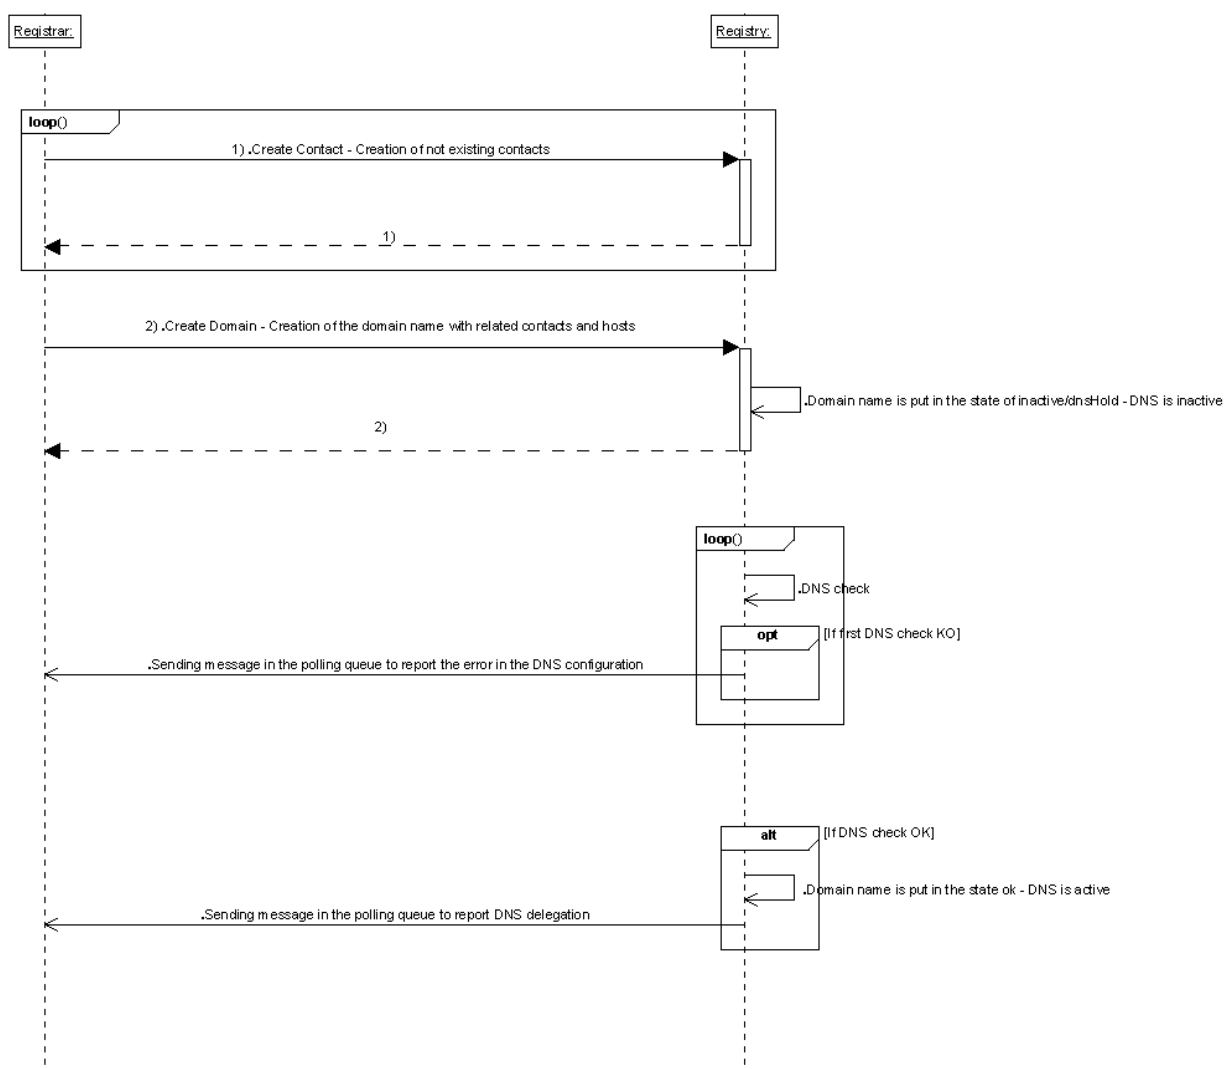 Registrar:
Registry:
loop()
1) .Create Contact - Creation of not existing contacts
1)
2) .Create Domain - Creation of the domain name with related contacts and hosts
.Domain name is put in the state of inactive/dnsHold - DNS is inactive
2)
loop()
.DNS check
opt
[If first DNS check KO]
.Sending message in the polling queue to report the error in the DNS configuration
alt
[If DNS check OK]
.Domain name is put in the state ok - DNS is active
.Sending message in the polling queue to report DNS delegation